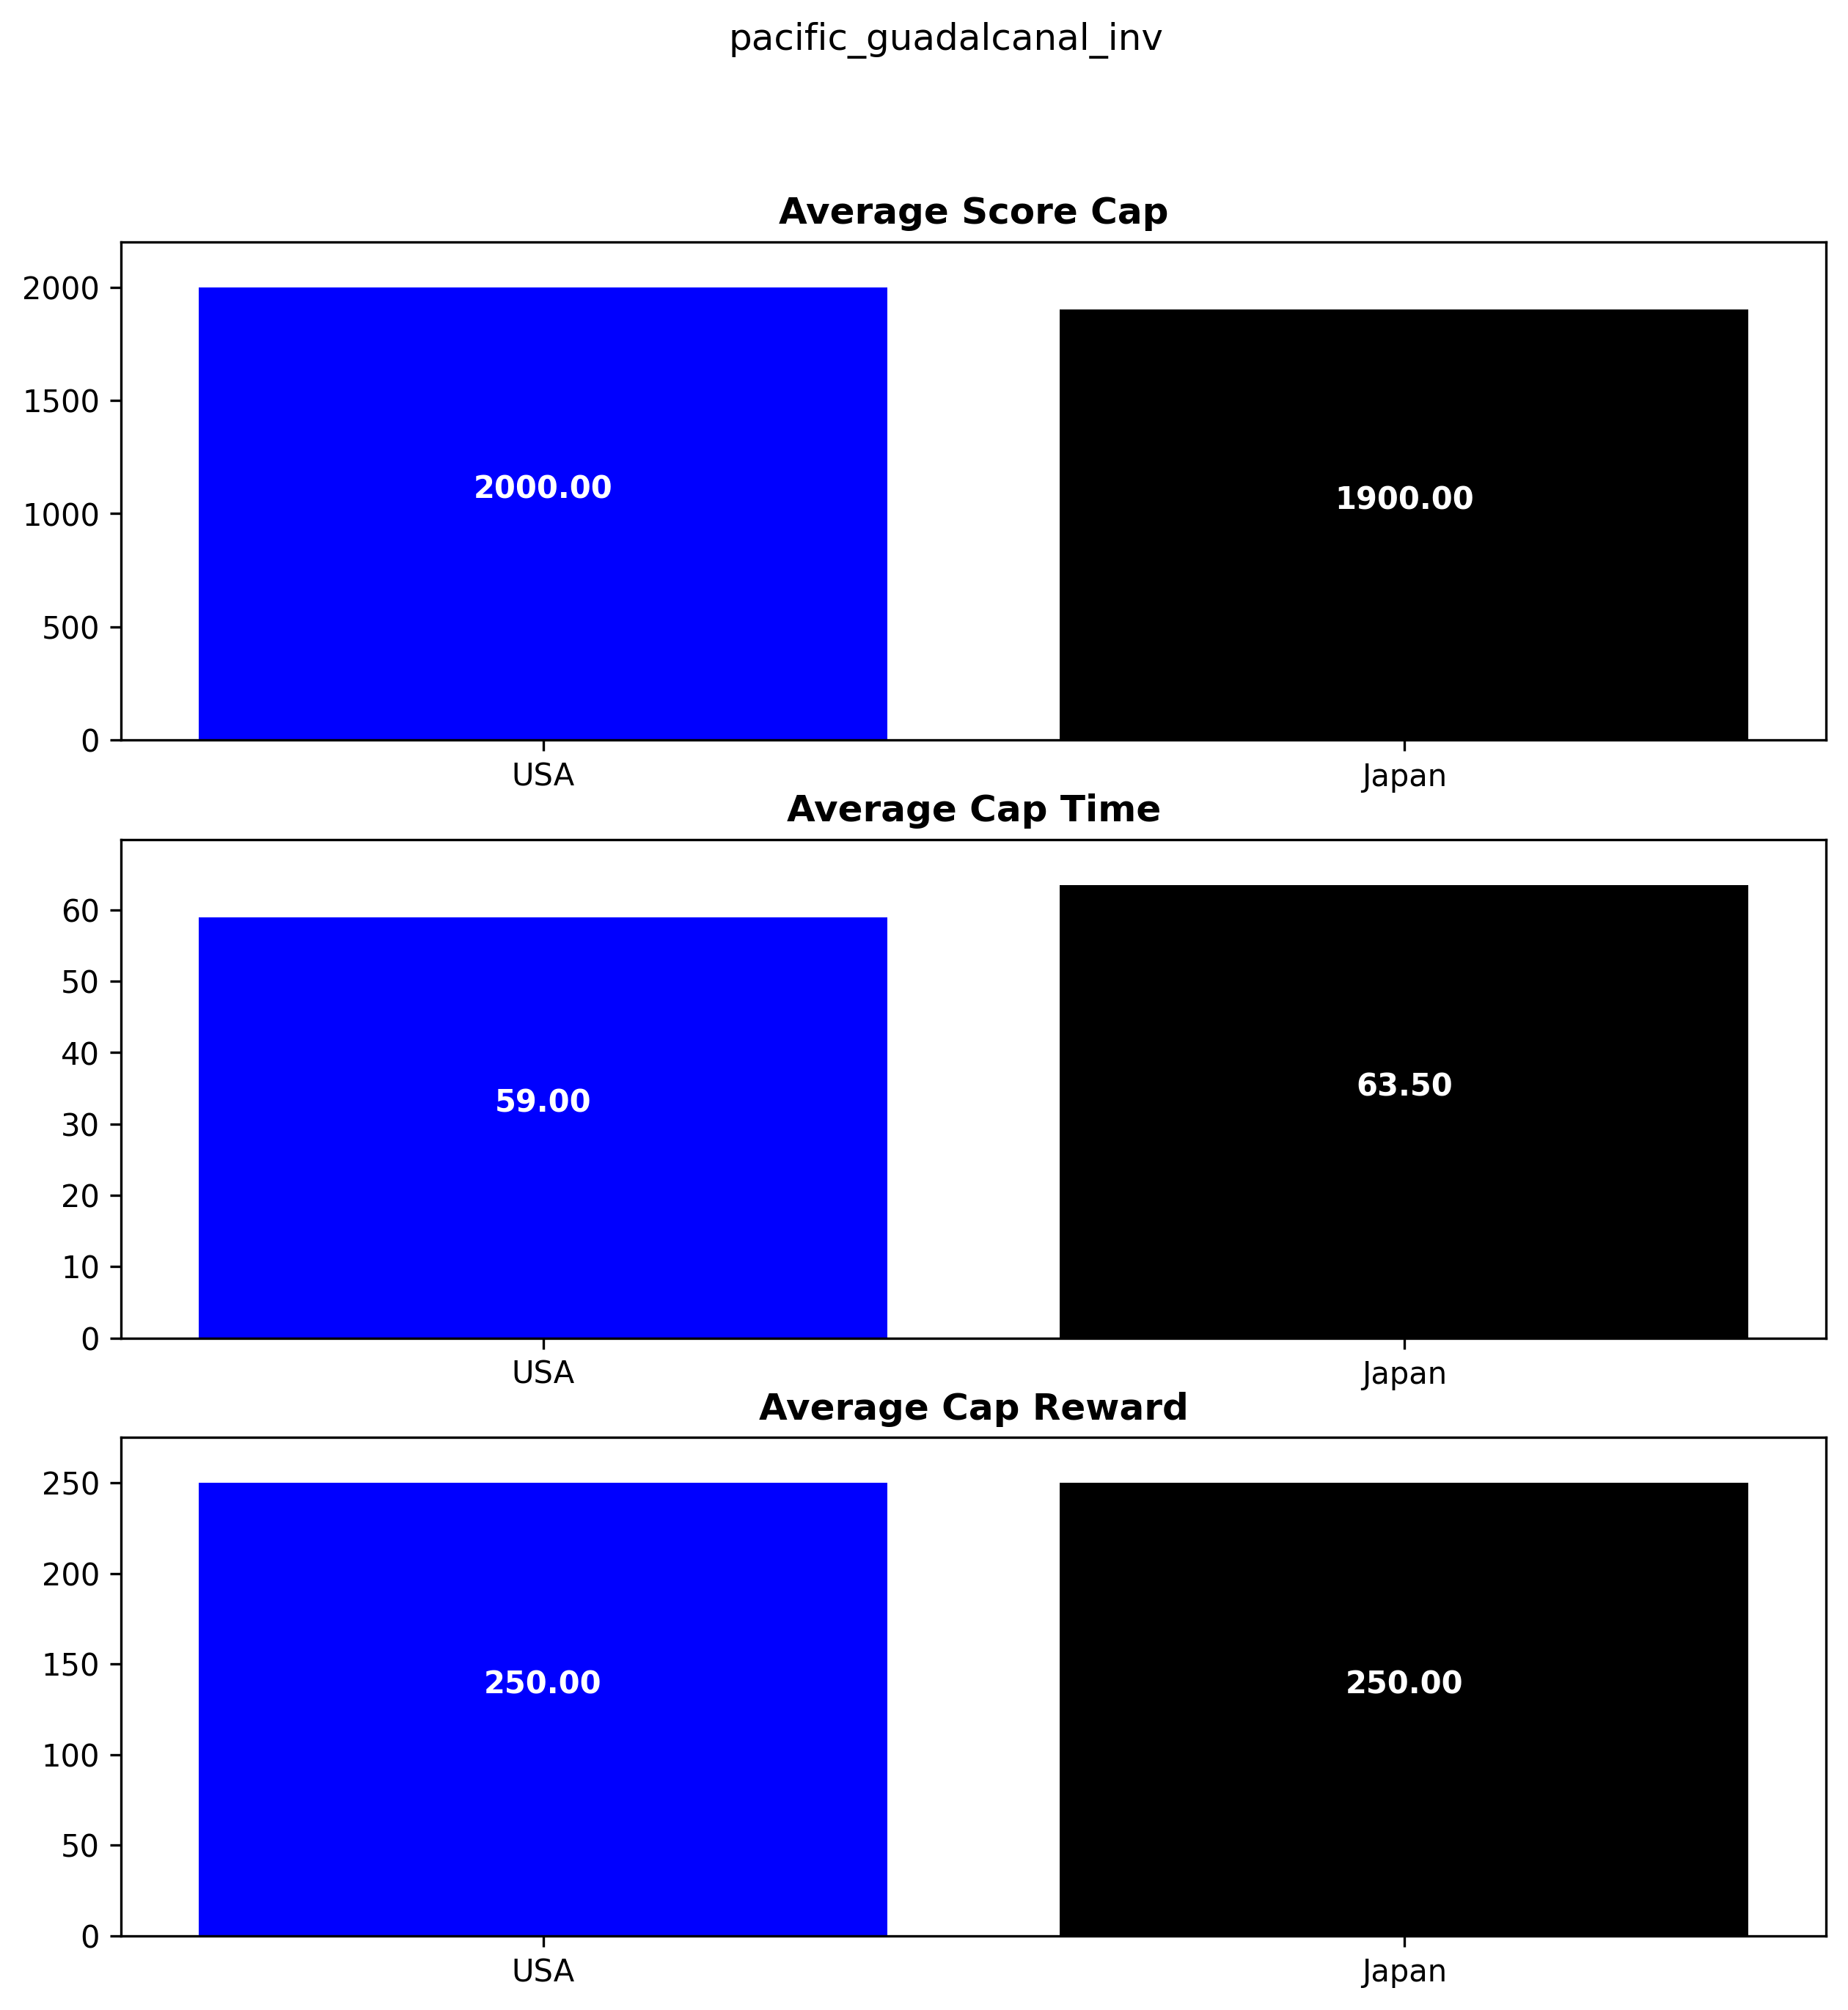 pacific_guadalcanal_inv
Average Score Cap
2000
1500
1000
500
0
2000.00
1900.00
USA
Japan
Average Cap Time
60
50
40
30
20
10
0
59.00
63.50
USA
Japan
Average Cap Reward
250
200
150
100
50
0
250.00
250.00
USA
Japan